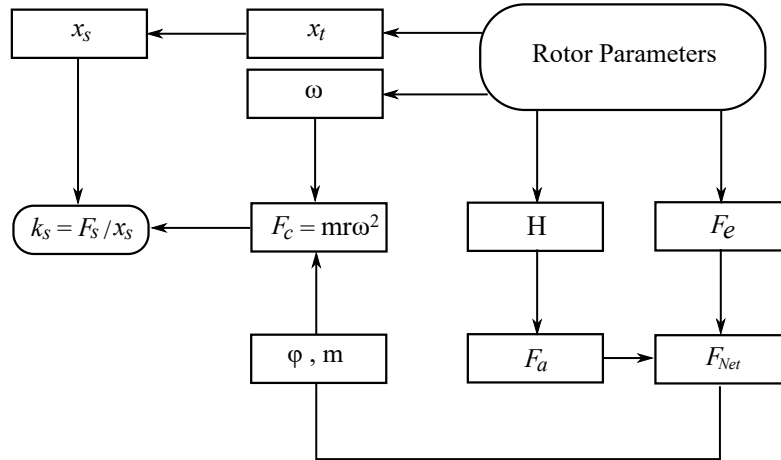 x_s
x_t
Rotor Parameters
ω
k_s = F_s / x_s
F_c = mrω²
H
F_e
φ , m
F_a
F_Net